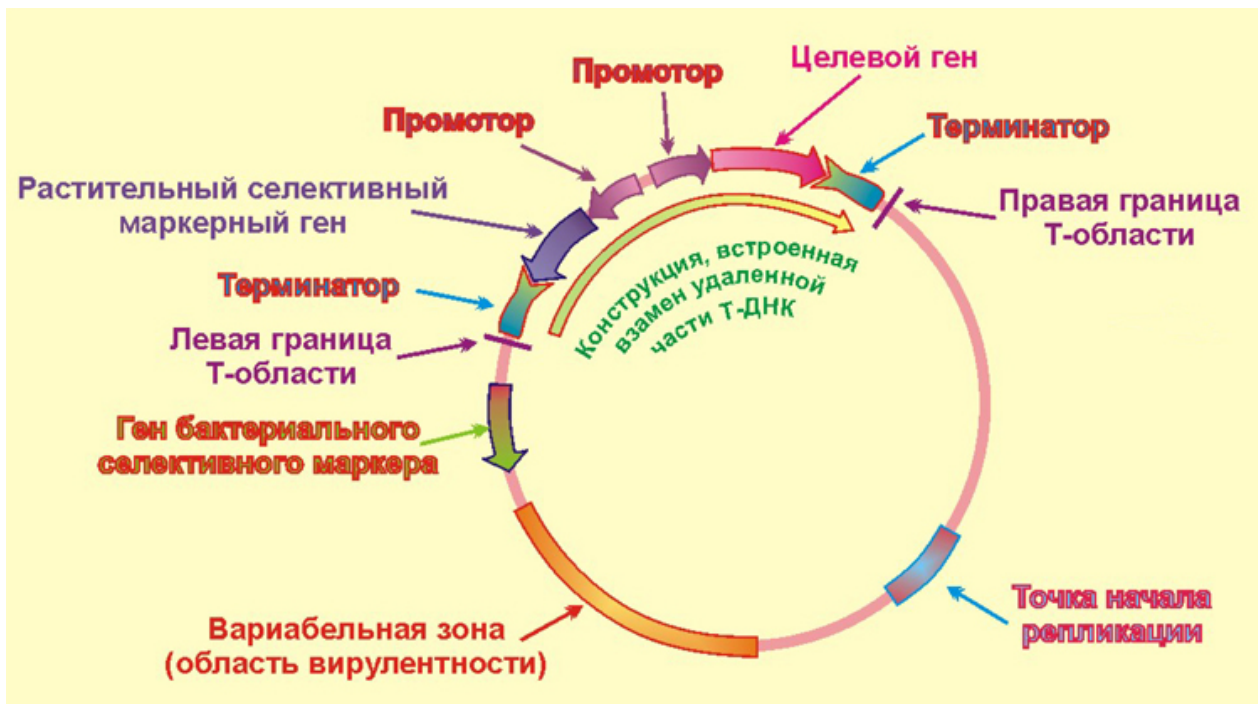 Целевой ген
Промотор
Промотор
Терминатор
Растительный селективный
маркерный ген
Правая граница
Т-области
Терминатор
Конструкция, встроенная
взамен удаленной
части Т-ДНК
Левая граница
Т-области
Ген бактериального
селективного маркера
Точка начала
репликации
Вариабельная зона
(область вирулентности)